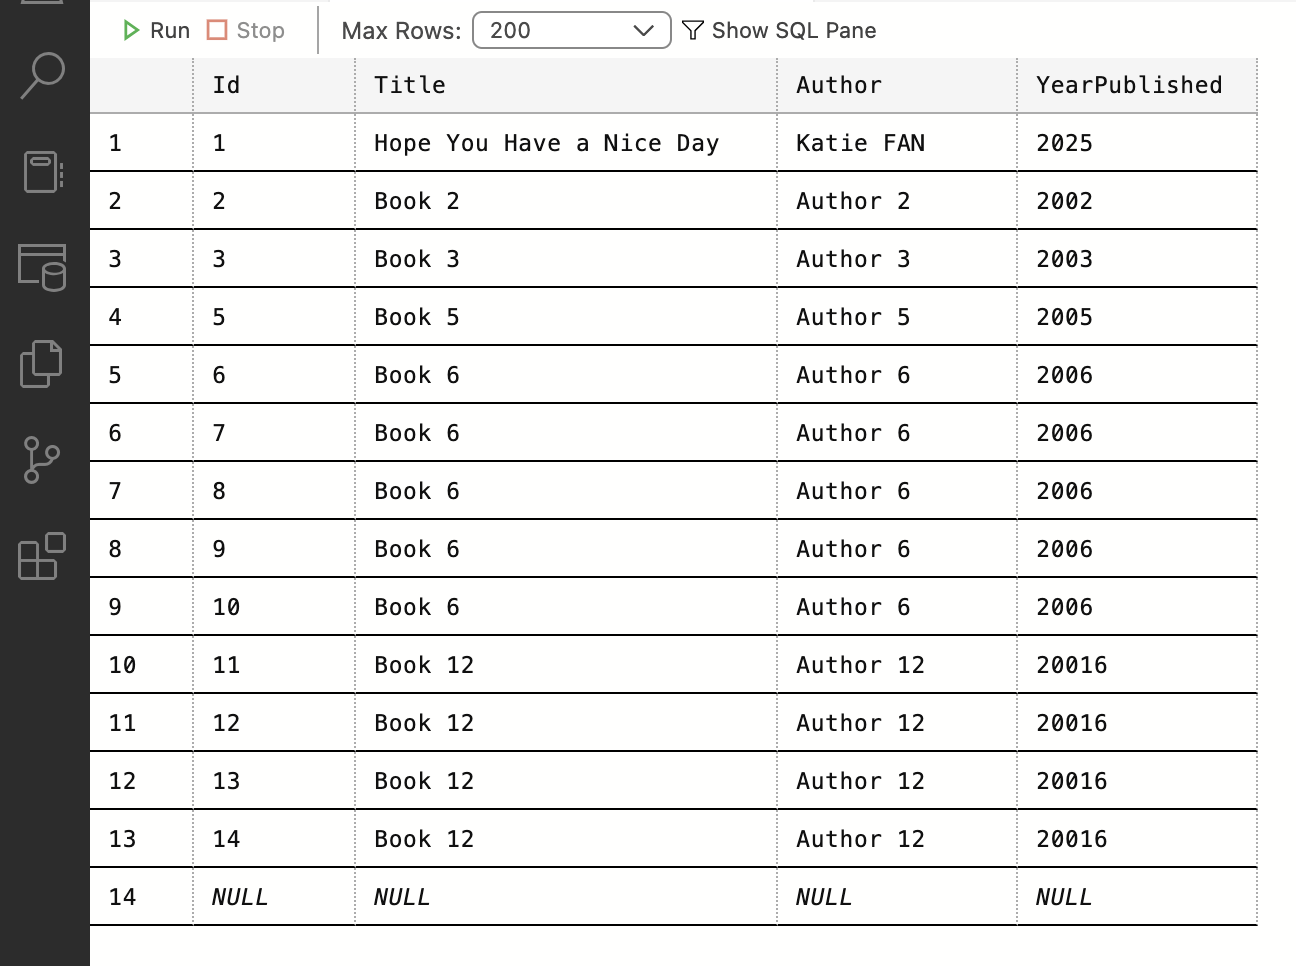 Run Stop Max Rows: 200 Show SQL Pane
Id Title Author YearPublished
1 1 Hope You Have a Nice Day Katie FAN 2025
2 2 Book 2 Author 2 2002
3 3 Book 3 Author 3 2003
4 5 Book 5 Author 5 2005
5 6 Book 6 Author 6 2006
6 7 Book 6 Author 6 2006
7 8 Book 6 Author 6 2006
8 9 Book 6 Author 6 2006
9 10 Book 6 Author 6 2006
10 11 Book 12 Author 12 20016
11 12 Book 12 Author 12 20016
12 13 Book 12 Author 12 20016
13 14 Book 12 Author 12 20016
14 NULL NULL NULL NULL